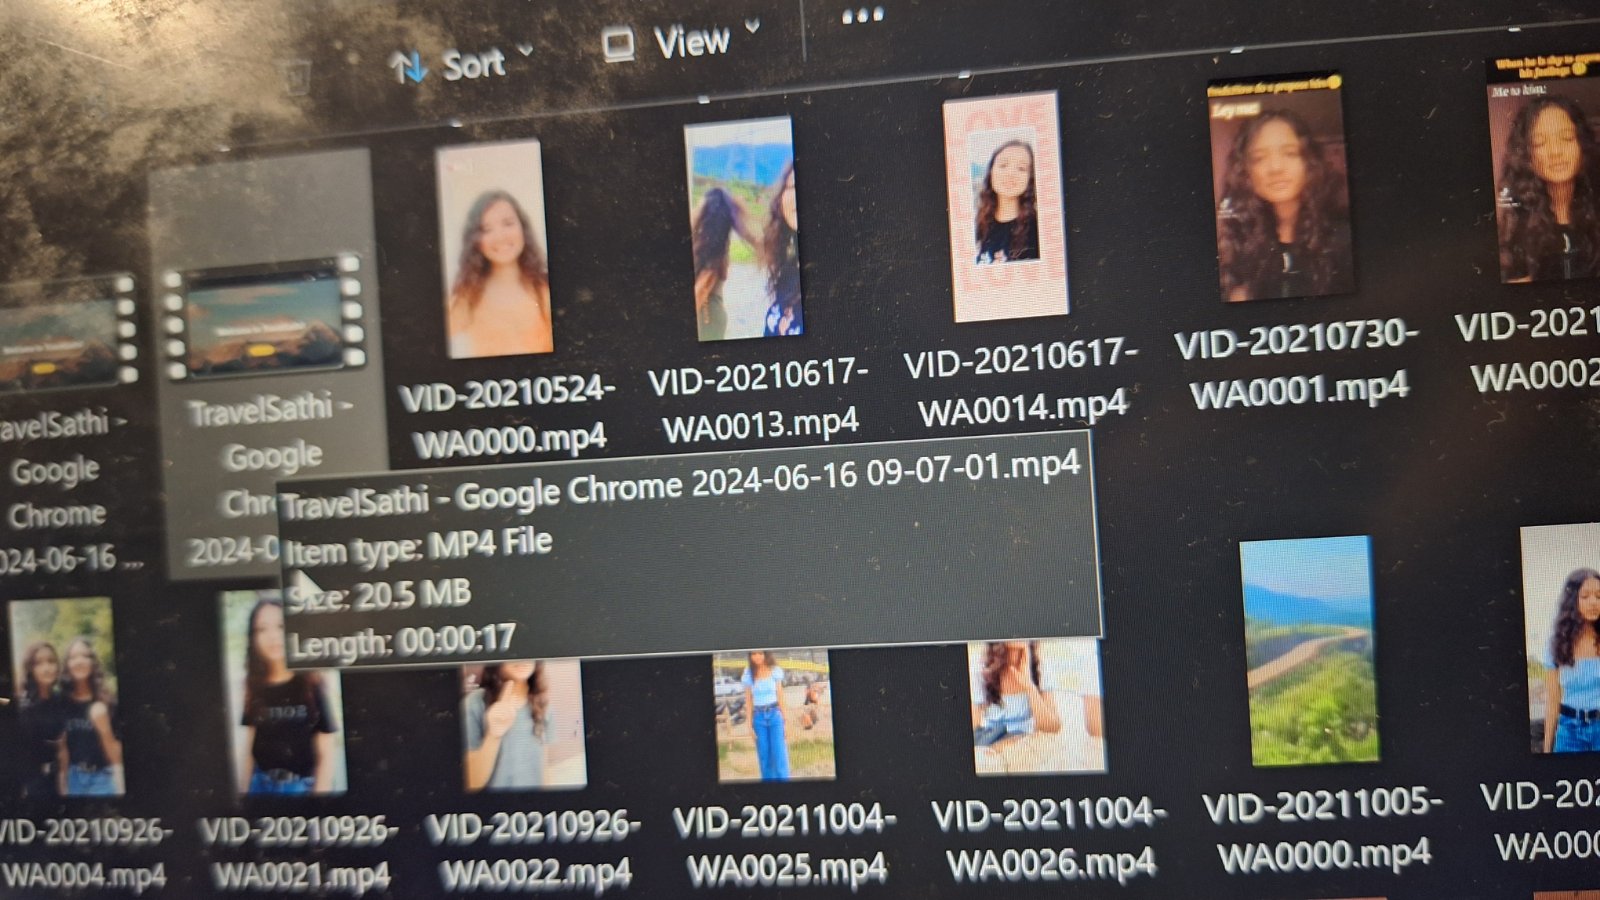 Sort
View
TravelSathi -
Google
2024-0
Google
Chrome
024-06-16 ...
VID-20210524-
WA0000.mp4
VID-20210617-
WA0013.mp4
VID-20210617-
WA0014.mp4
VID-20210730-
WA0001.mp4
VID-2021
WA0002
Me to him:
LOVE
TravelSathi - Google Chrome 2024-06-16 09-07-01.mp4
Item type: MP4 File
Size: 20.5 MB
Length: 00:00:17
VID-20210926-
WA0004.mp4
VID-20210926-
WA0021.mp4
VID-20210926-
WA0022.mp4
VID-20211004-
WA0025.mp4
VID-20211004-
WA0026.mp4
VID-20211005-
WA0000.mp4
VID-202
WA000